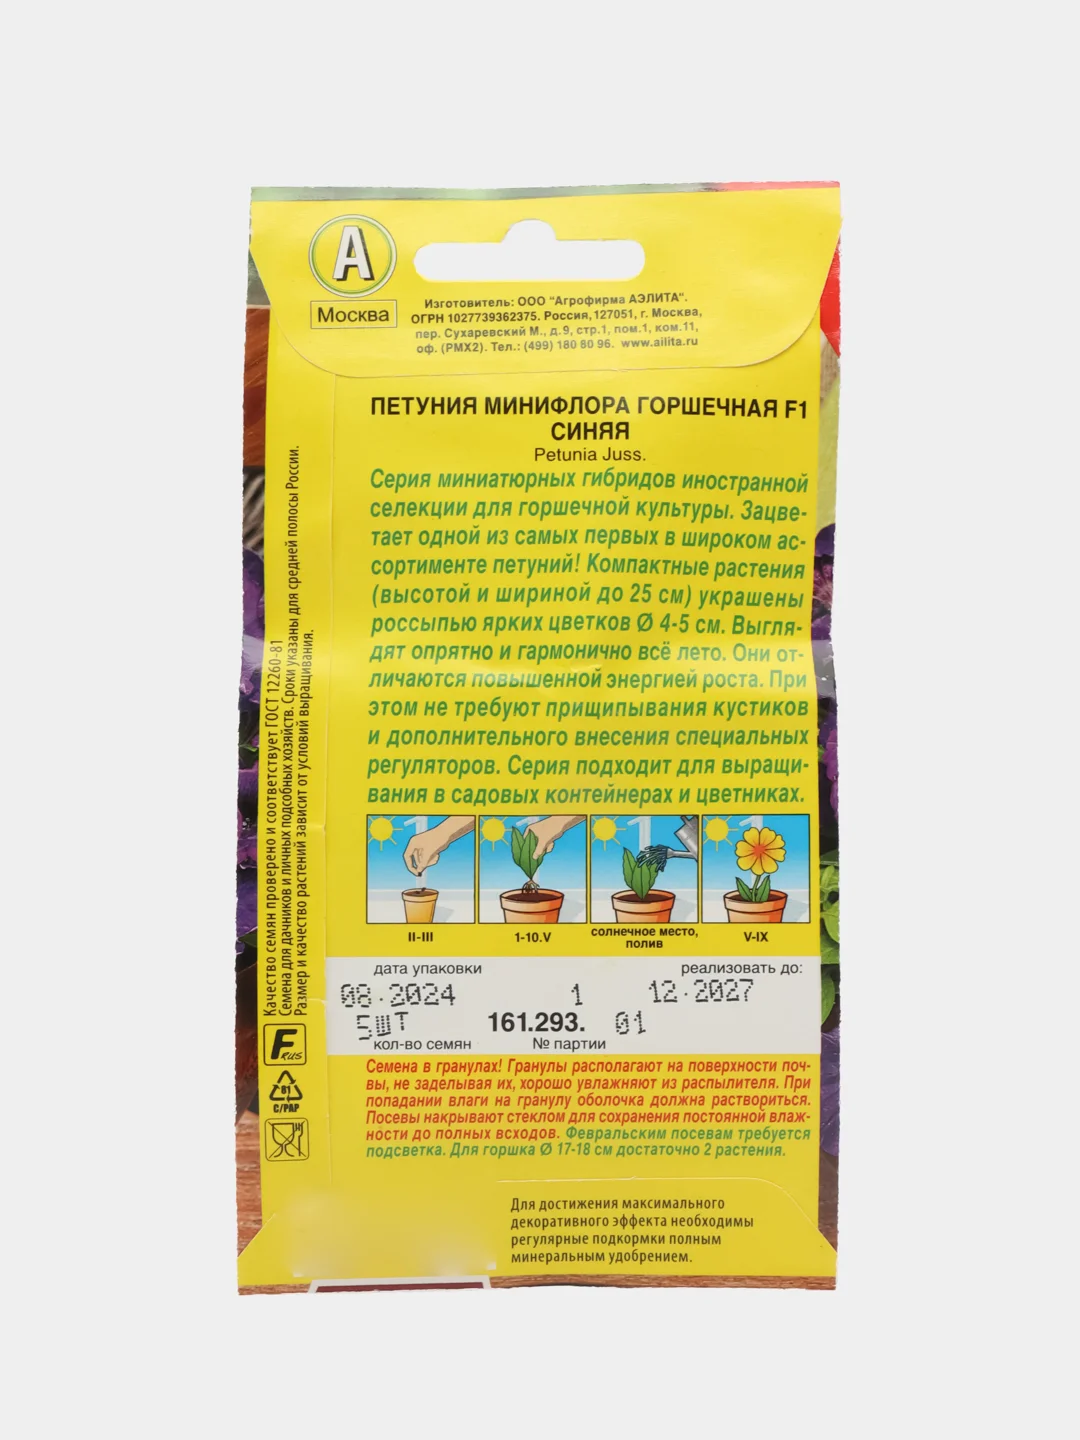 А
Москва
Изготовитель: ООО "Агрофирма АЭЛИТА".
ОГРН 1027739362375. Россия, 127051, г. Москва,
пер. Сухаревский М., д.9, стр.1, пом.1, ком.11,
оф. (РМХ2). Тел.: (499) 180 80 96. www.ailita.ru
ПЕТУНИЯ МИНИФЛОРА ГОРШЕЧНАЯ F1
СИНЯЯ
Petunia Juss.
Серия миниатюрных гибридов иностранной
селекции для горшечной культуры. Зацве-
тает одной из самых первых в широком ас-
сортименте петуний! Компактные растения
(высотой и шириной до 25 см) украшены
россыпью ярких цветков Ø 4-5 см. Выгля-
дят опрятно и гармонично всё лето. Они от-
личаются повышенной энергией роста. При
этом не требуют прищипывания кустиков
и дополнительного внесения специальных
регуляторов. Серия подходит для выращи-
вания в садовых контейнерах и цветниках.
II-III
1-10.V
солнечное место,
полив
V-IX
дата упаковки
реализовать до:
08.2024 1 12.2027
5шт 161.293. 01
кол-во семян № партии
Семена в гранулах! Гранулы располагают на поверхности поч-
вы, не заделывая их, хорошо увлажняют из распылителя. При
попадании влаги на гранулу оболочка должна раствориться.
Посевы накрывают стеклом для сохранения постоянной влаж-
ности до полных всходов. Февральским посевам требуется
подсветка. Для горшка Ø 17-18 см достаточно 2 растения.
Для достижения максимального
декоративного эффекта необходимы
регулярные подкормки полным
минеральным удобрением.
Качество семян проверено и соответствует ГОСТ 12260-81
Семена для дачников и личных подсобных хозяйств. Сроки указаны для средней полосы России.
Размер и качество растений зависит от условий выращивания.
F RUS
81
C/PAP